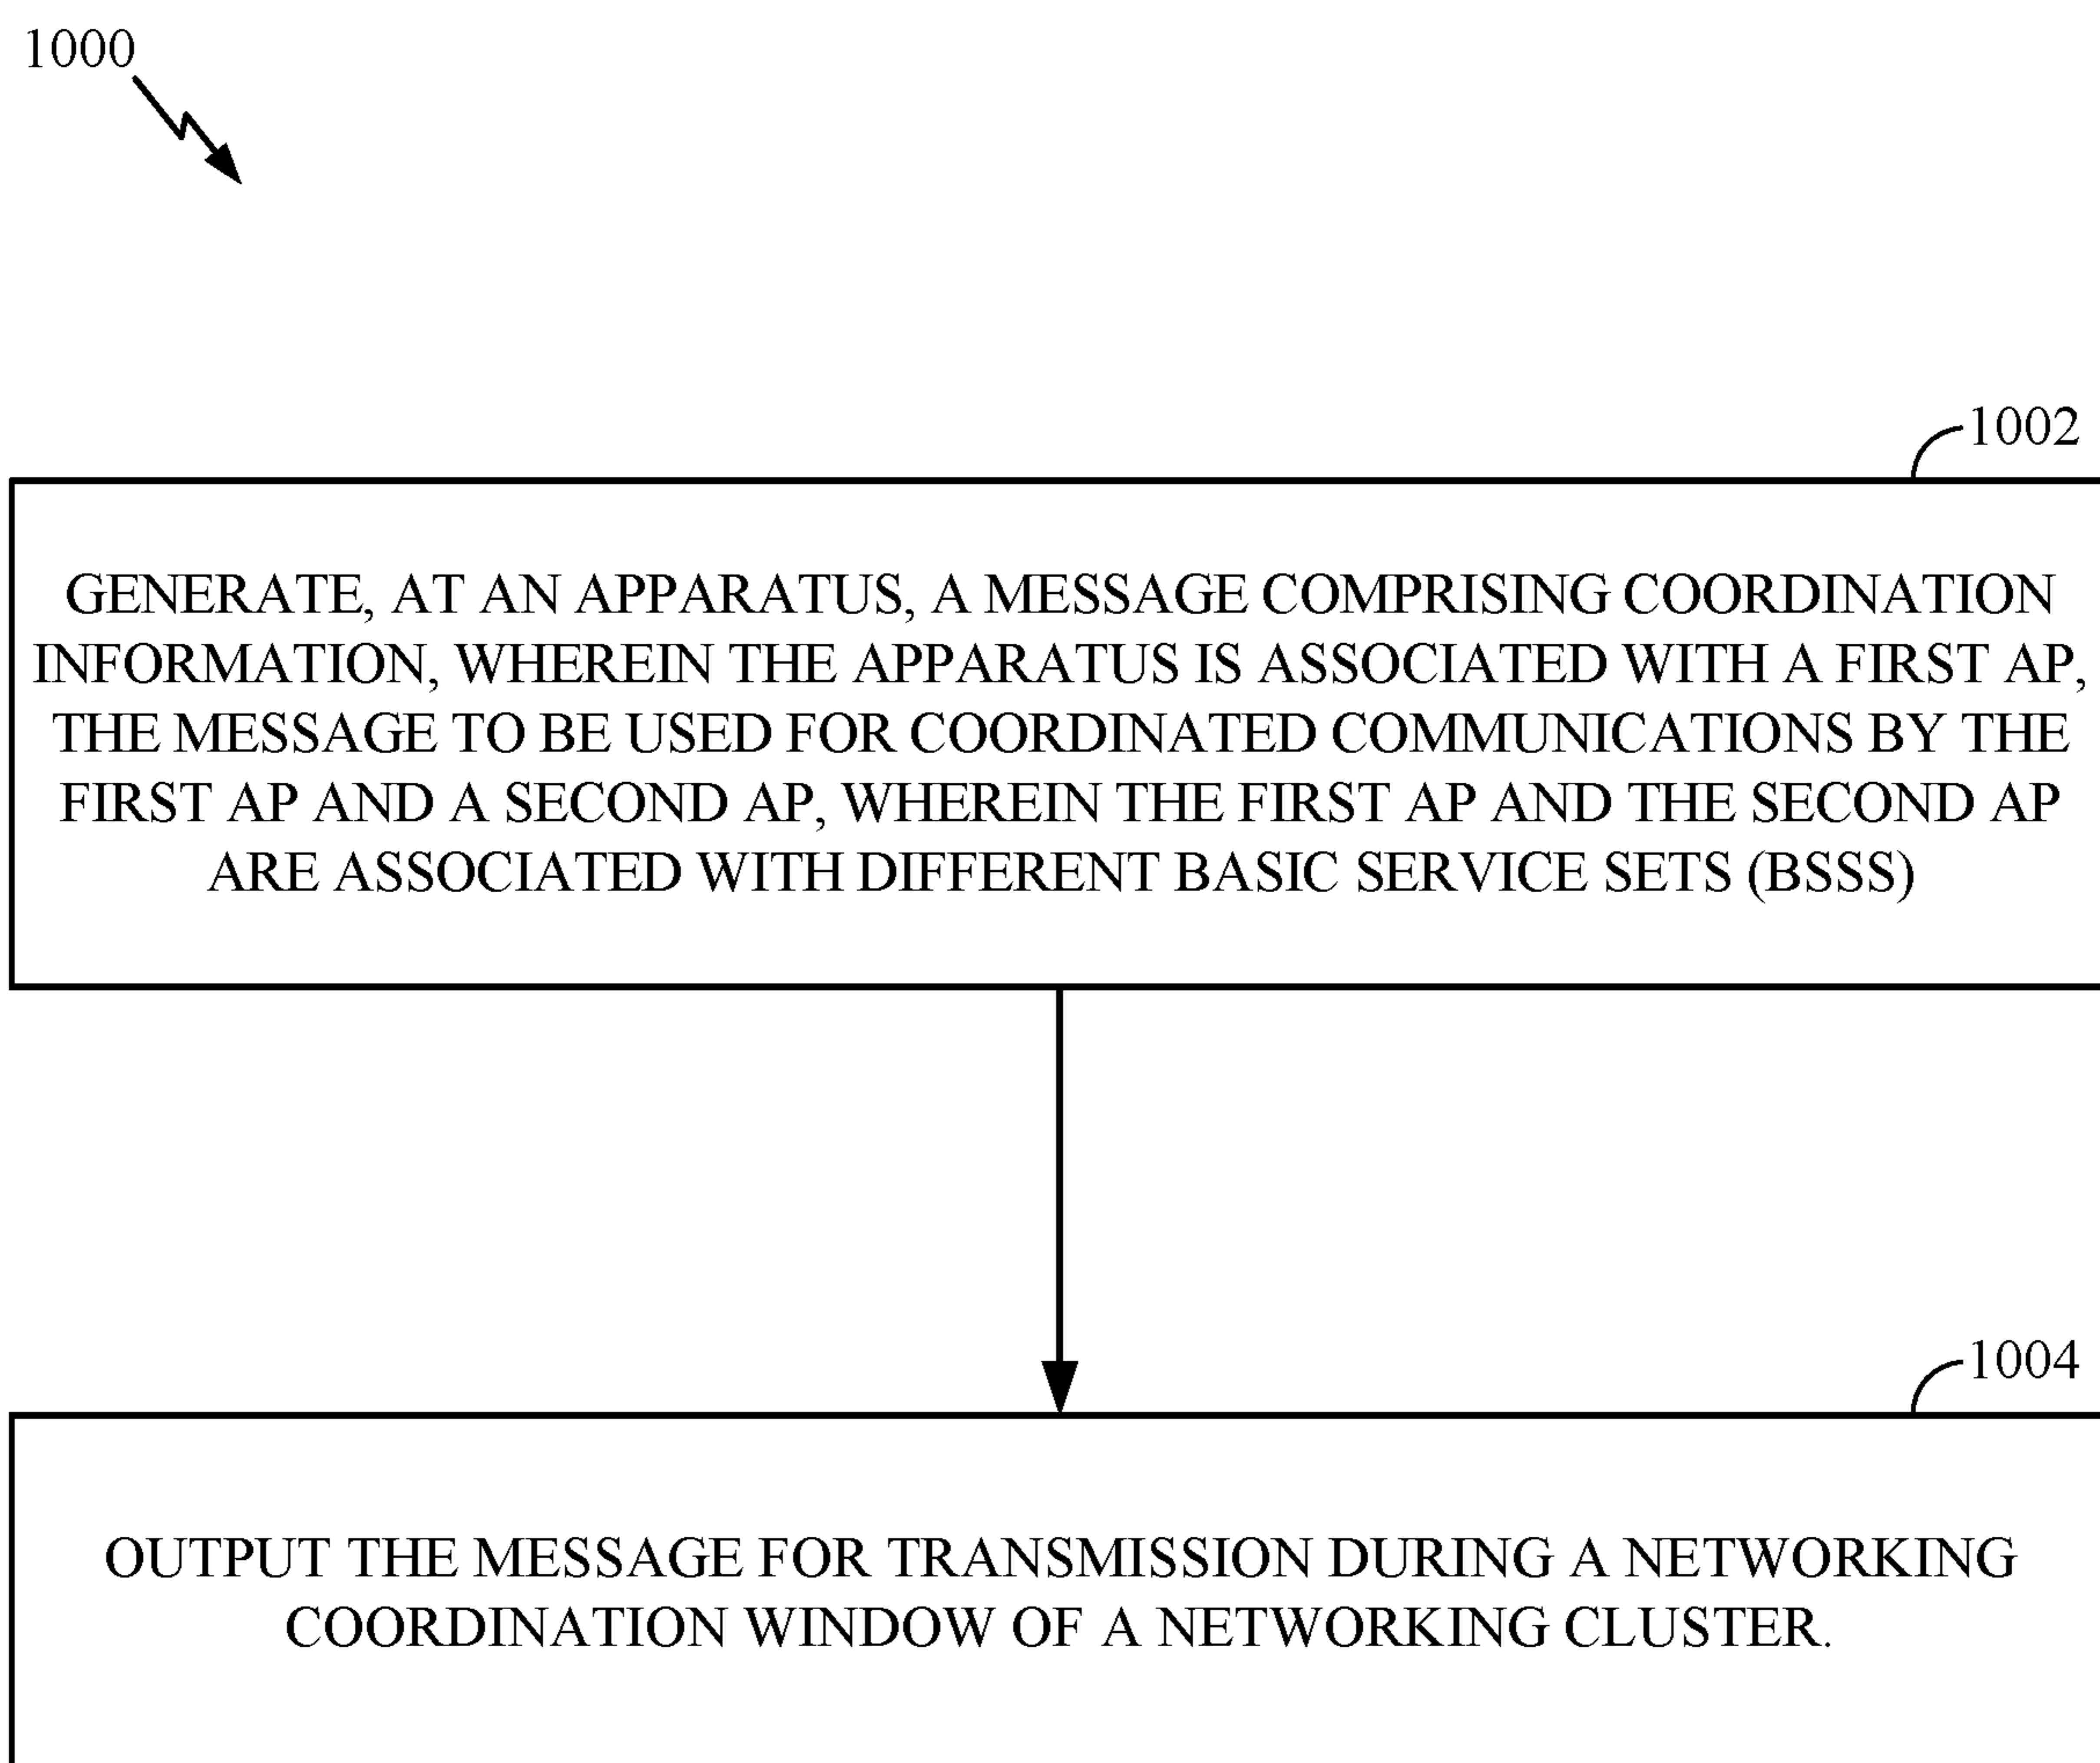 1000
1002
GENERATE, AT AN APPARATUS, A MESSAGE COMPRISING COORDINATION
INFORMATION, WHEREIN THE APPARATUS IS ASSOCIATED WITH A FIRST AP,
THE MESSAGE TO BE USED FOR COORDINATED COMMUNICATIONS BY THE
FIRST AP AND A SECOND AP, WHEREIN THE FIRST AP AND THE SECOND AP
ARE ASSOCIATED WITH DIFFERENT BASIC SERVICE SETS (BSSS)
1004
OUTPUT THE MESSAGE FOR TRANSMISSION DURING A NETWORKING
COORDINATION WINDOW OF A NETWORKING CLUSTER.